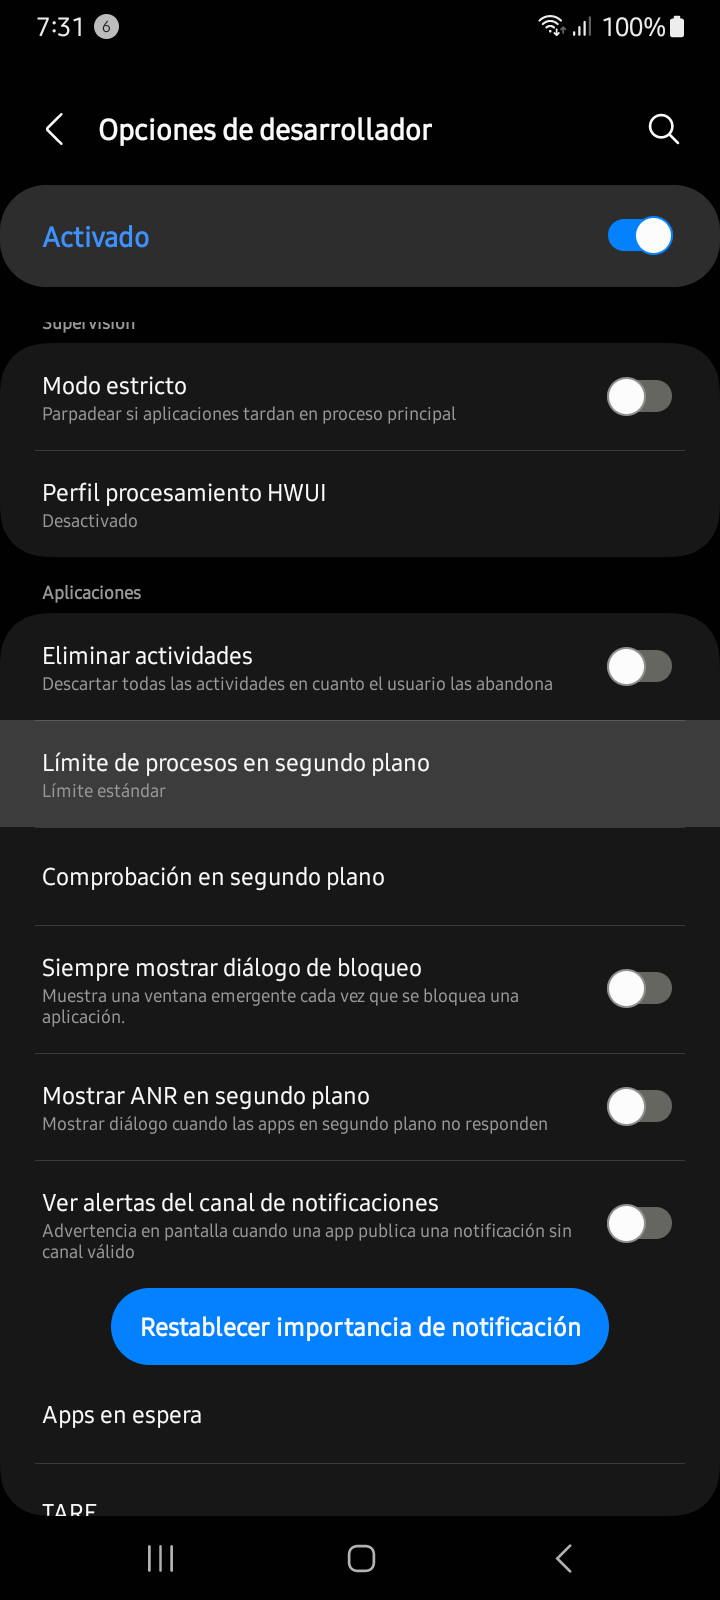 7:31 6 100%
Opciones de desarrollador
Activado
Supervisión
Modo estricto
Parpadear si aplicaciones tardan en proceso principal
Perfil procesamiento HWUI
Desactivado
Aplicaciones
Eliminar actividades
Descartar todas las actividades en cuanto el usuario las abandona
Límite de procesos en segundo plano
Límite estándar
Comprobación en segundo plano
Siempre mostrar diálogo de bloqueo
Muestra una ventana emergente cada vez que se bloquea una
aplicación.
Mostrar ANR en segundo plano
Mostrar diálogo cuando las apps en segundo plano no responden
Ver alertas del canal de notificaciones
Advertencia en pantalla cuando una app publica una notificación sin
canal válido
Restablecer importancia de notificación
Apps en espera
TARE